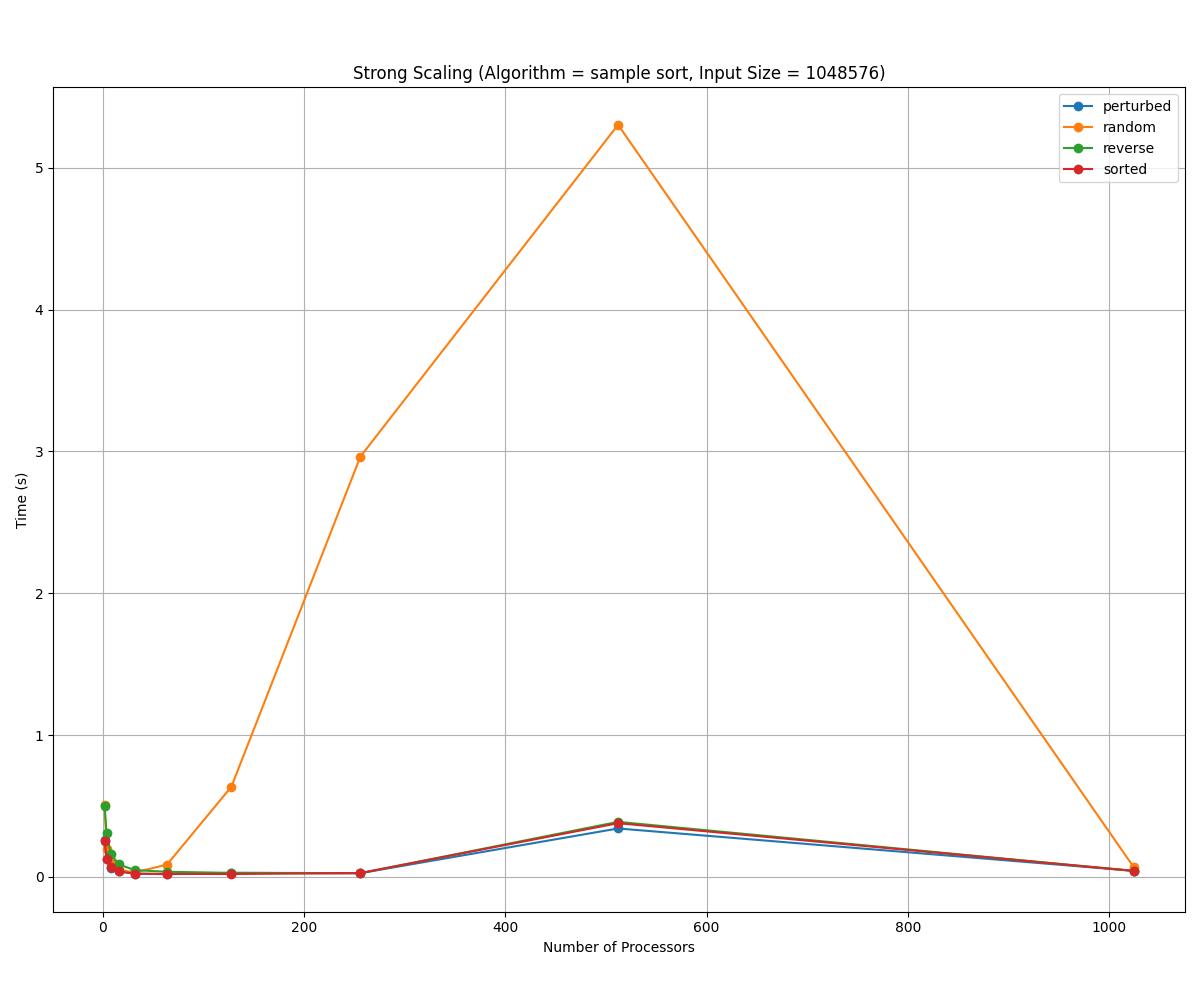 Strong Scaling (Algorithm = sample sort, Input Size = 1048576)
perturbed
random
reverse
sorted
5
4
3
2
1
0
Time (s)
0 200 400 600 800 1000
Number of Processors